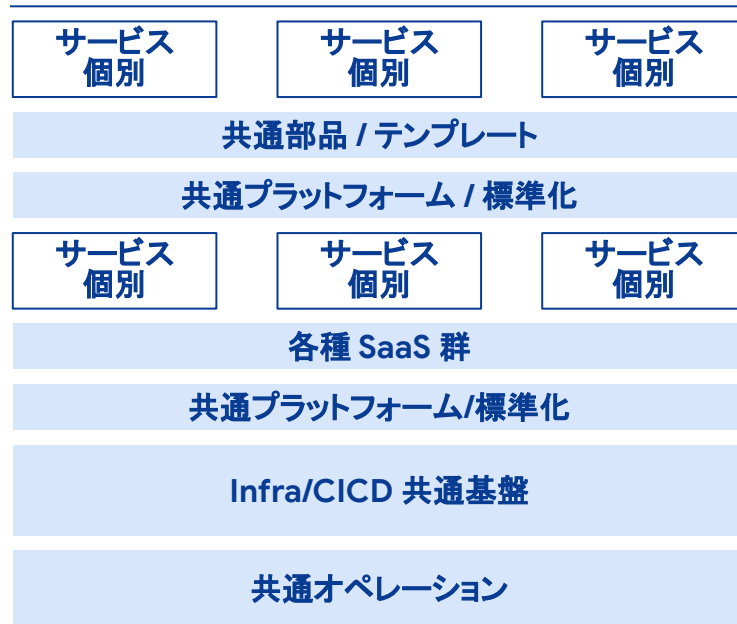 サービス
個別
サービス
個別
サービス
個別
共通部品 / テンプレート
共通プラットフォーム / 標準化
サービス
個別
サービス
個別
サービス
個別
各種 SaaS 群
共通プラットフォーム/標準化
Infra/CICD 共通基盤
共通オペレーション